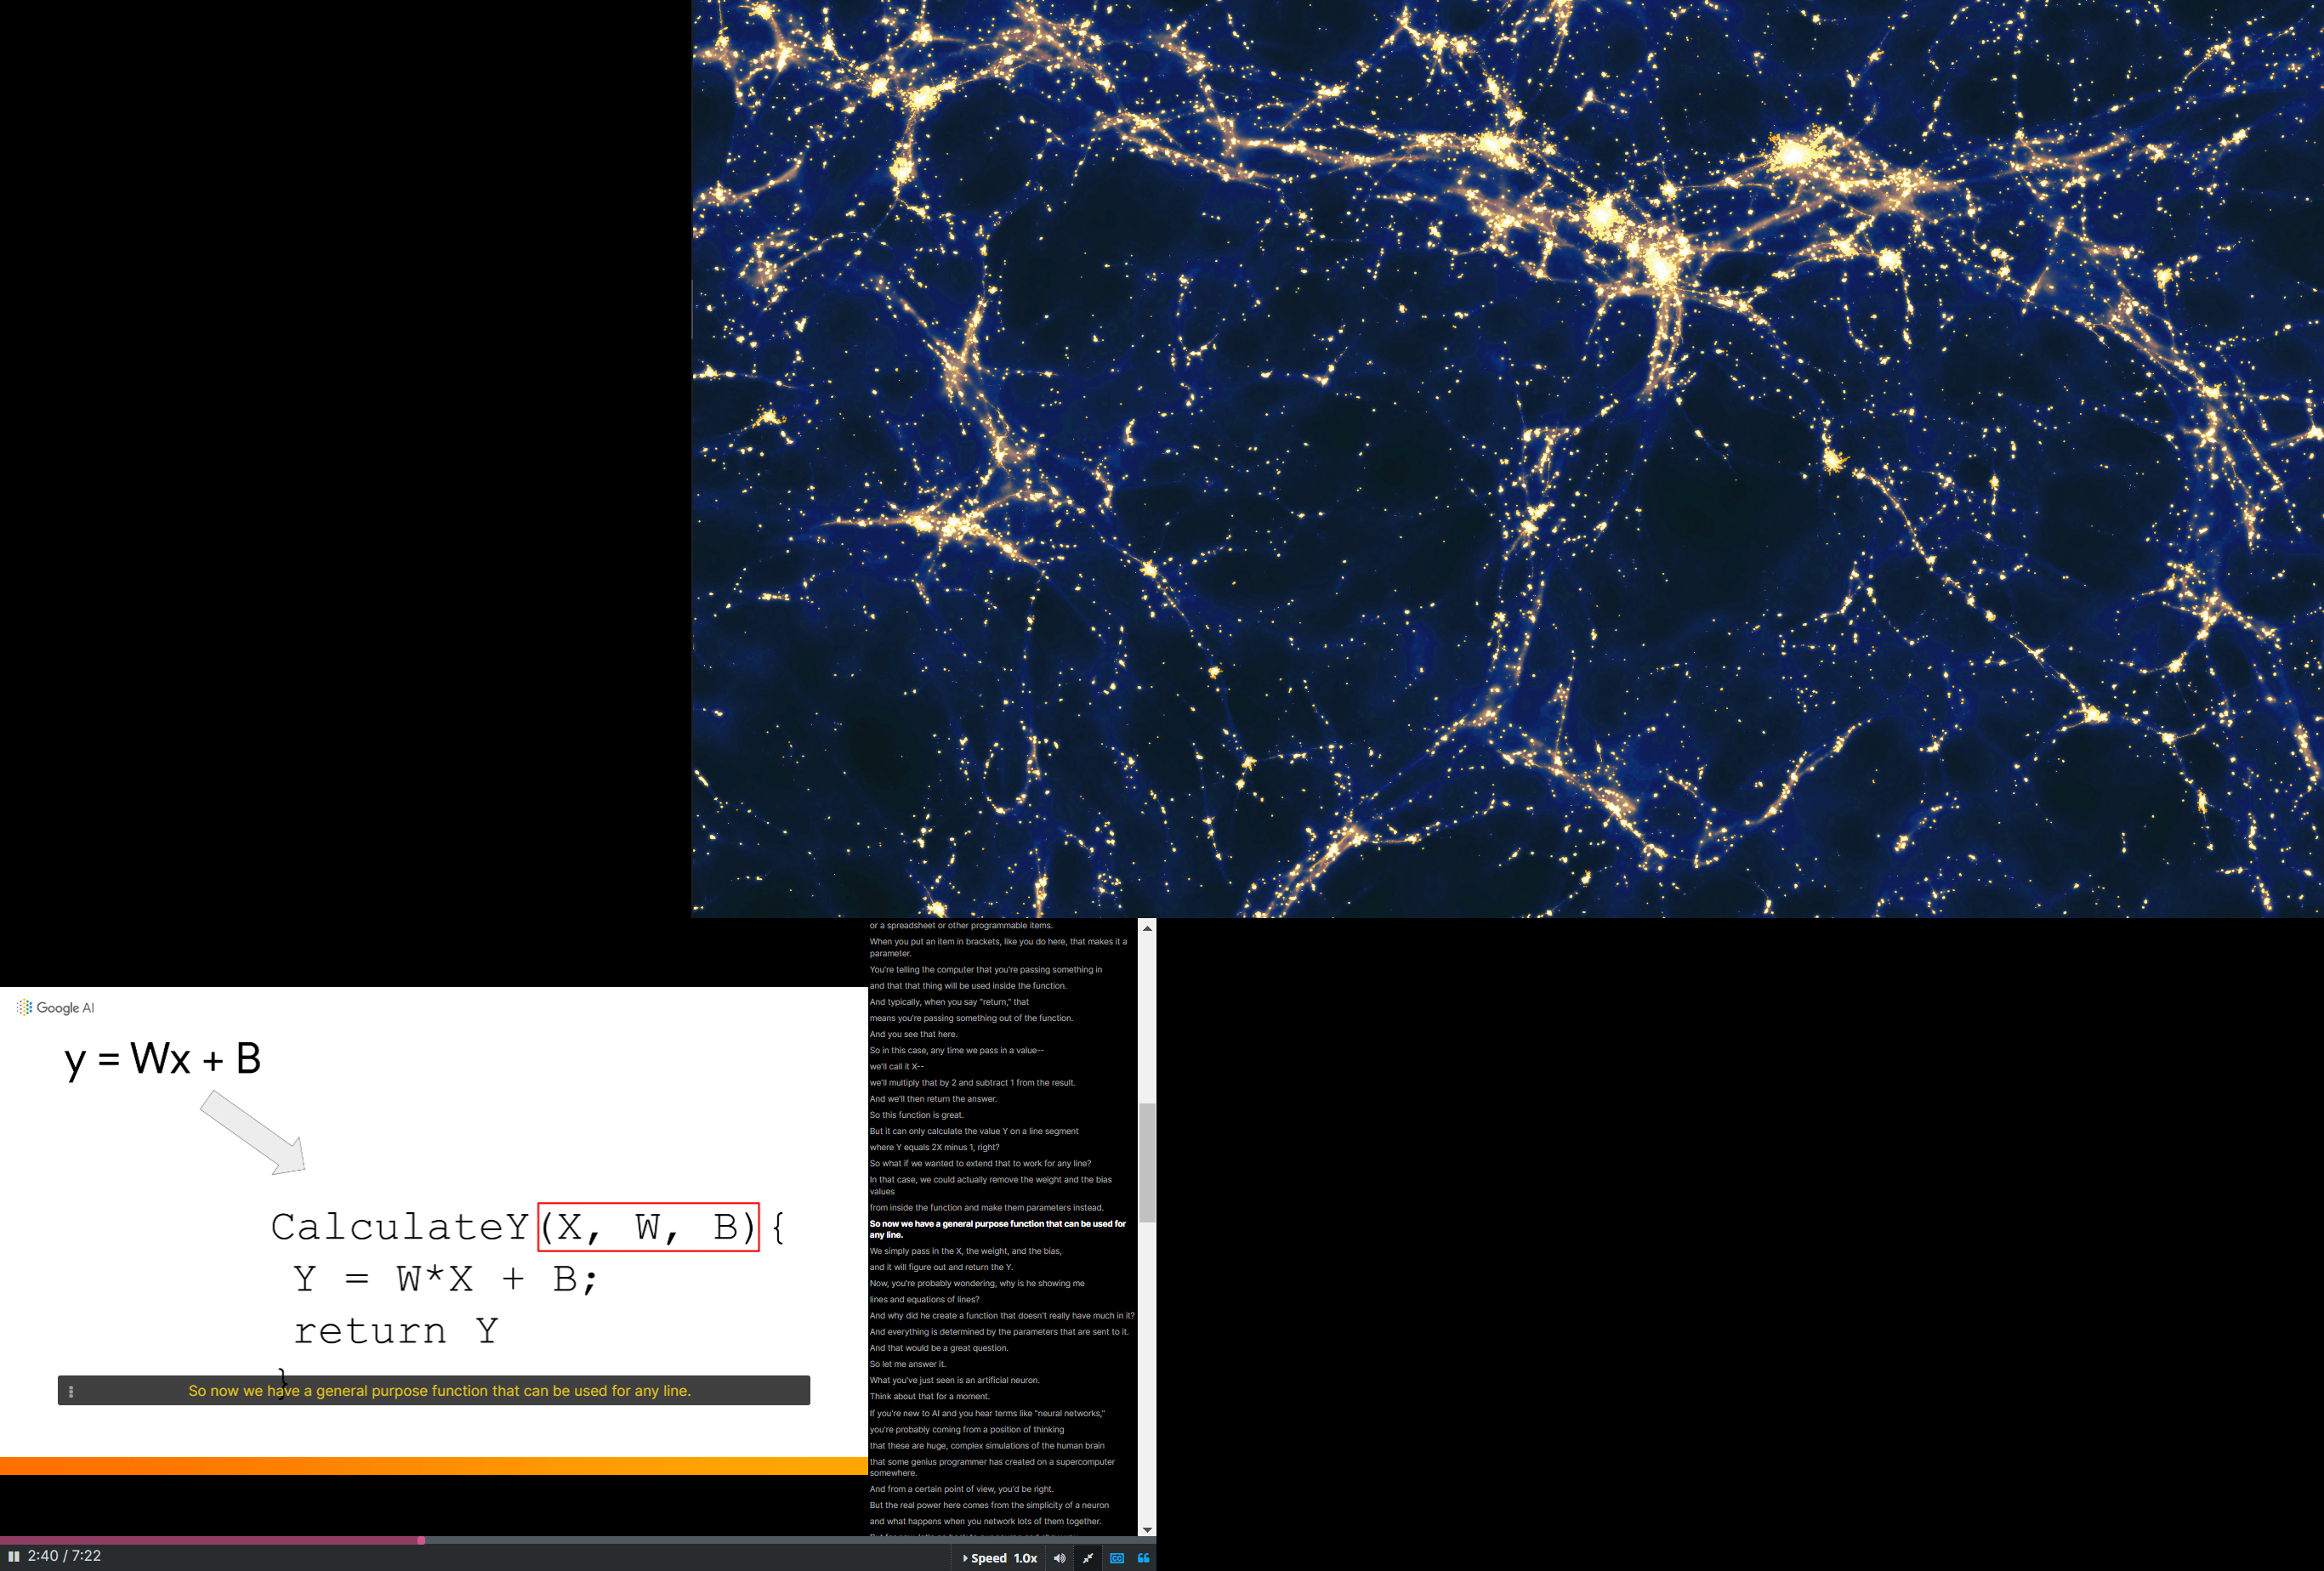 or a spreadsheet or other programmable items.
When you put an item in brackets, like you do here, that makes it a
parameter.
You're telling the computer that you're passing something in
and that that thing will be used inside the function.
And typically, when you say "return," that
means you're passing something out of the function.
And you see that here.
So in this case, any time we pass in a value--
we'll call it X--
we'll multiply that by 2 and subtract 1 from the result.
And we'll then return the answer.
So this function is great.
But it can only calculate the value Y on a line segment
where Y equals 2X minus 1, right?
So what if we wanted to extend that to work for any line?
In that case, we could actually remove the weight and the bias
values
from inside the function and make them parameters instead.
So now we have a general purpose function that can be used for
any line.
We simply pass in the X, the weight, and the bias,
and it will figure out and return the Y.
Now, you're probably wondering, why is he showing me
lines and equations of lines?
And why did he create a function that doesn't really have much in it?
And everything is determined by the parameters that are sent to it.
And that would be a great question.
So let me answer it.
What you've just seen is an artificial neuron.
Think about that for a moment.
If you're new to AI and you hear terms like "neural networks,"
you're probably coming from a position of thinking
that these are huge, complex simulations of the human brain
that some genius programmer has created on a supercomputer
somewhere.
And from a certain point of view, you'd be right.
But the real power here comes from the simplicity of a neuron
and what happens when you network lots of them together.
Google AI
y = Wx + B
CalculateY(X, W, B){
Y = W*X + B;
return Y
}
So now we have a general purpose function that can be used for any line.
2:40 / 7:22
Speed 1.0x
CC